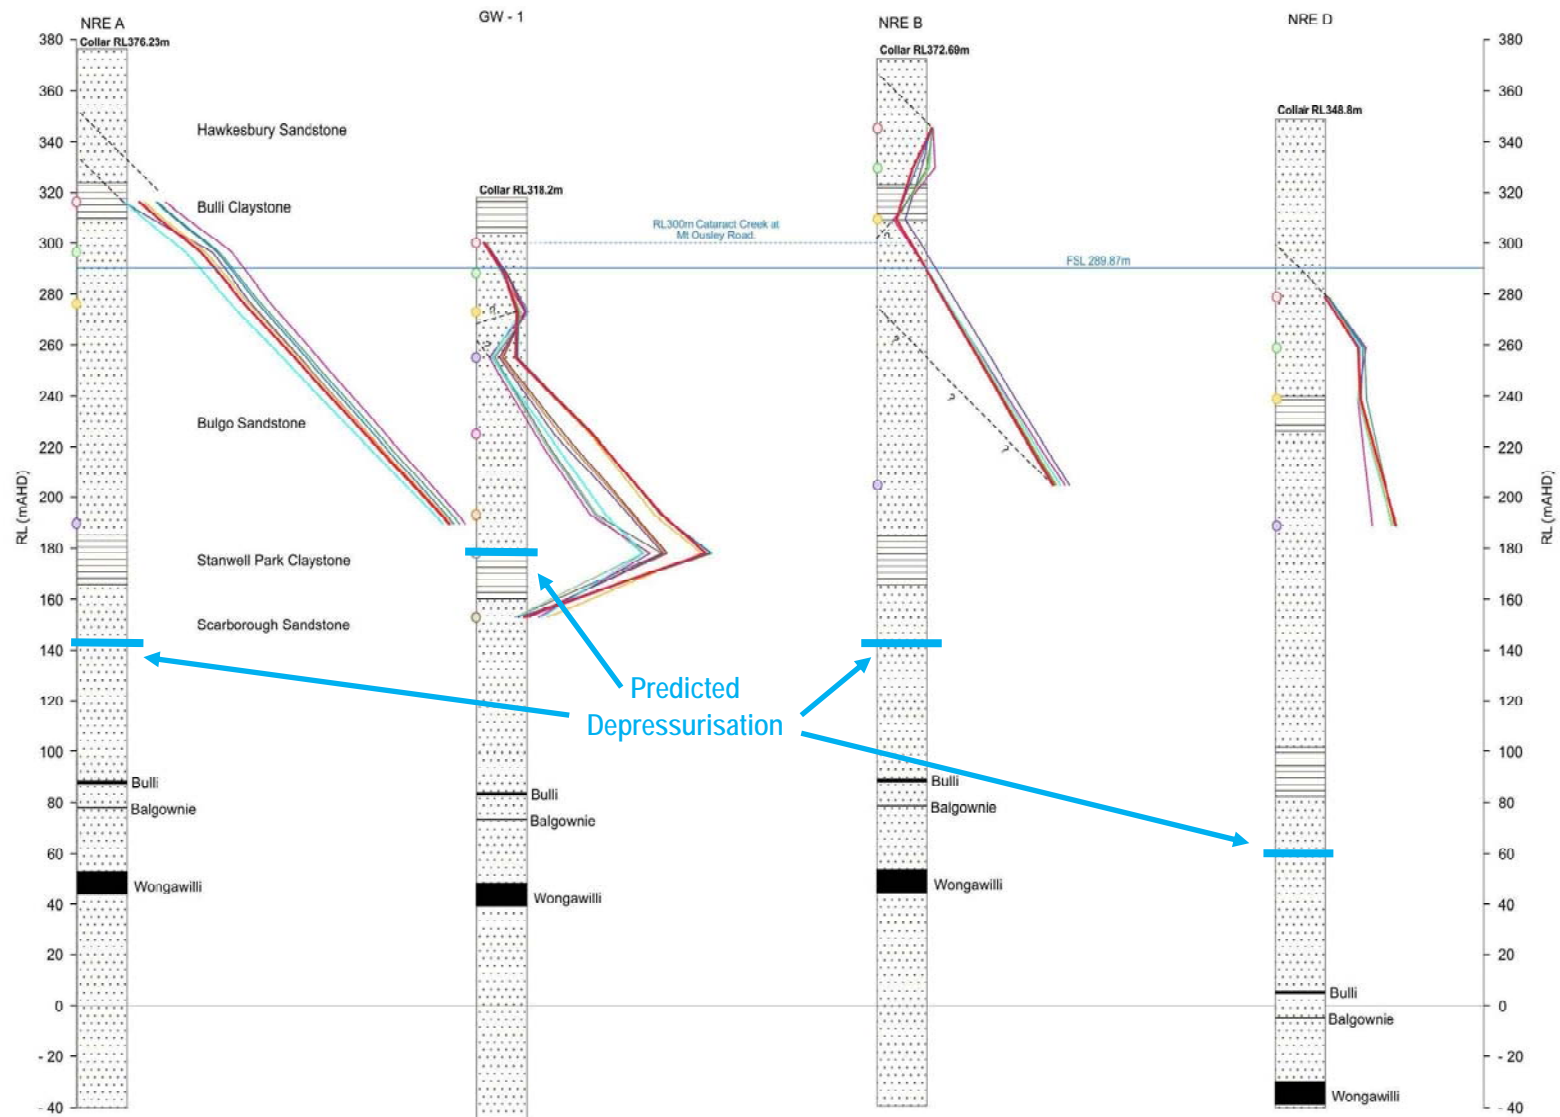 NRE A
GW - 1
NRE B
NRE D
Collar RL376.23m
Collar RL372.69m
Collair RL348.8m
Collar RL318.2m
380
360
340
320
300
280
260
240
220
200
180
160
140
120
100
80
60
40
20
0
- 20
- 40
RL (mAHD)
Hawkesbury Sandstone
Bulli Claystone
Bulgo Sandstone
Stanwell Park Claystone
Scarborough Sandstone
RL300m Cataract Creek at
Mt Ousley Road.
FSL 289.87m
?
?
?
?
?
?
Predicted
Depressurisation
Bulli
Balgownie
Wongawilli
Bulli
Balgownie
Wongawilli
Bulli
Balgownie
Wongawilli
Bulli
Balgownie
Wongawilli
380
360
340
320
300
280
260
240
220
200
180
160
140
120
100
80
60
40
20
0
- 20
- 40
RL (mAHD)